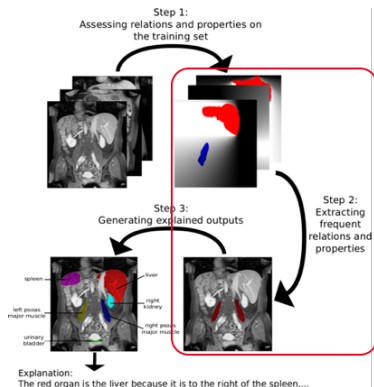 Step 1:
Assessing relations and properties on
the training set
Step 2:
Extracting
frequent
relations and
properties
Step 3:
Generating explained outputs
spleen
liver
right
kidney
left psoas
major muscle
right psoas
major muscle
urinary
bladder
Explanation:
The red organ is the liver because it is to the right of the spleen,...